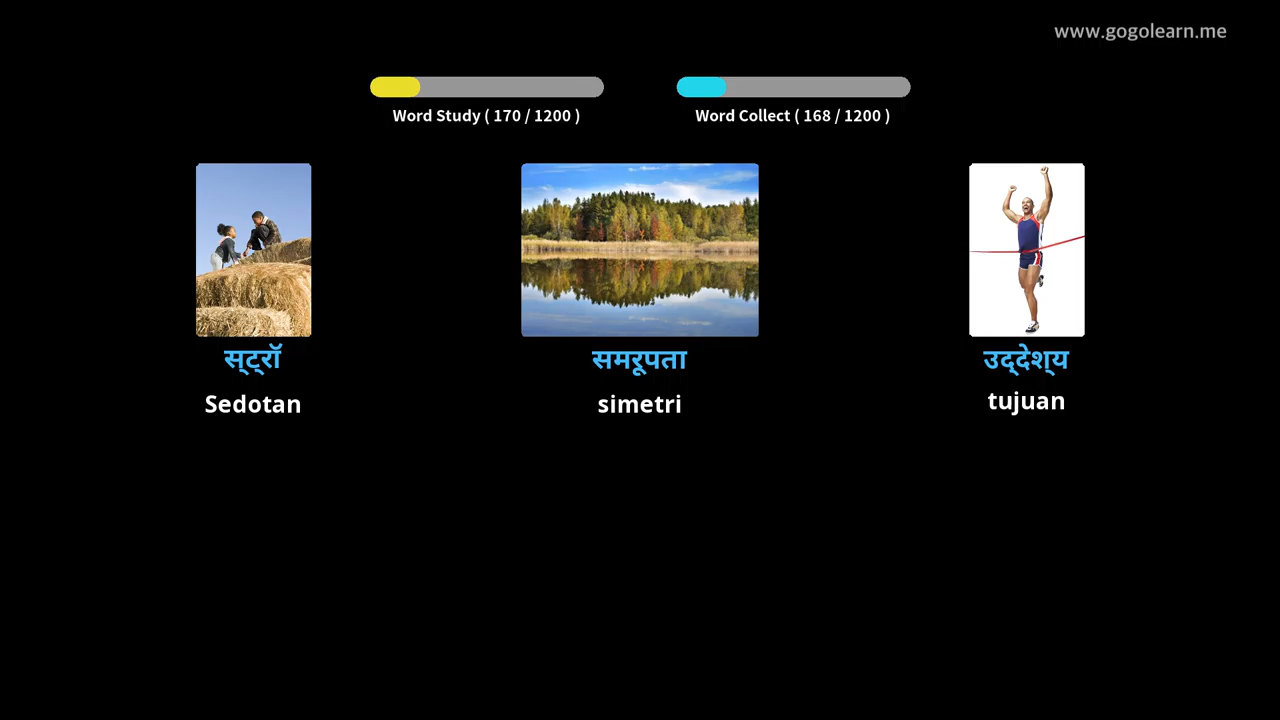 www.gogolearn.me
Word Study ( 170 / 1200 )
Word Collect ( 168 / 1200 )
स्ट्रॉ
समरूपता
उद्देश्य
Sedotan
simetri
tujuan